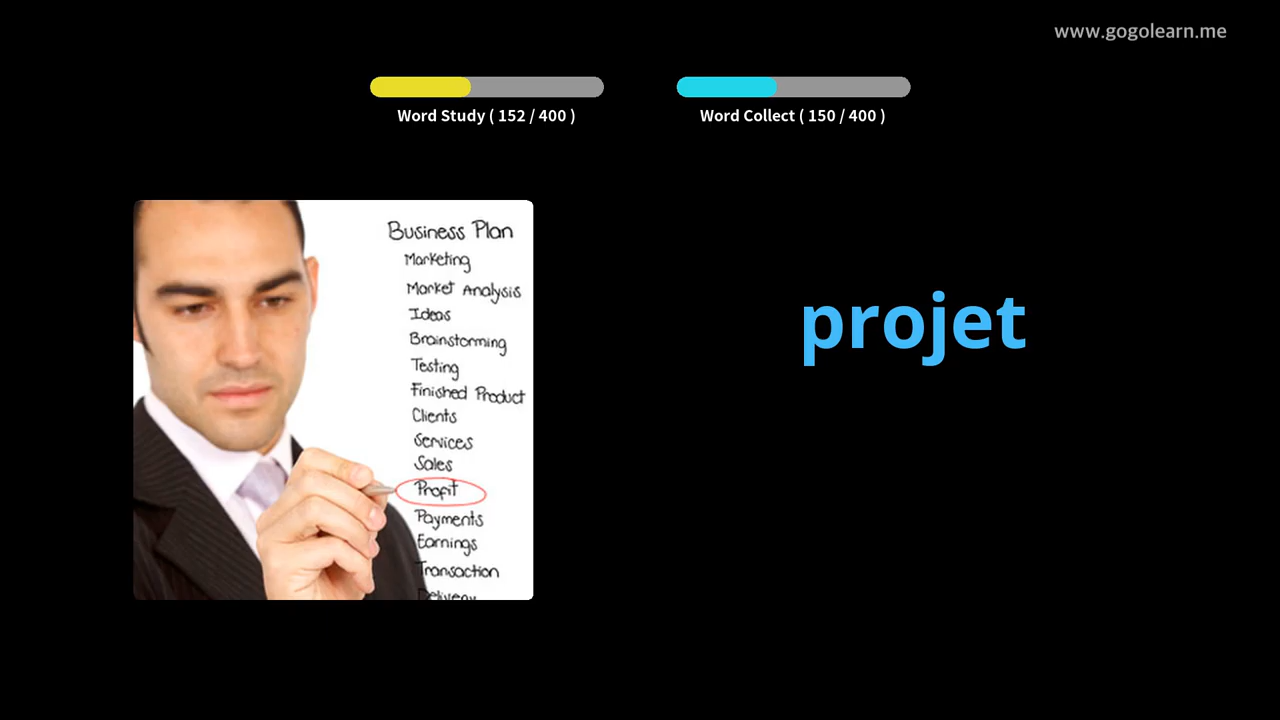 www.gogolearn.me
Word Study ( 152 / 400 )
Word Collect ( 150 / 400 )
Business Plan
Marketing
Market Analysis
Ideas
Brainstorming
Testing
Finished Product
Clients
Services
Sales
Profit
Payments
Earnings
Transaction
Delivery
projet